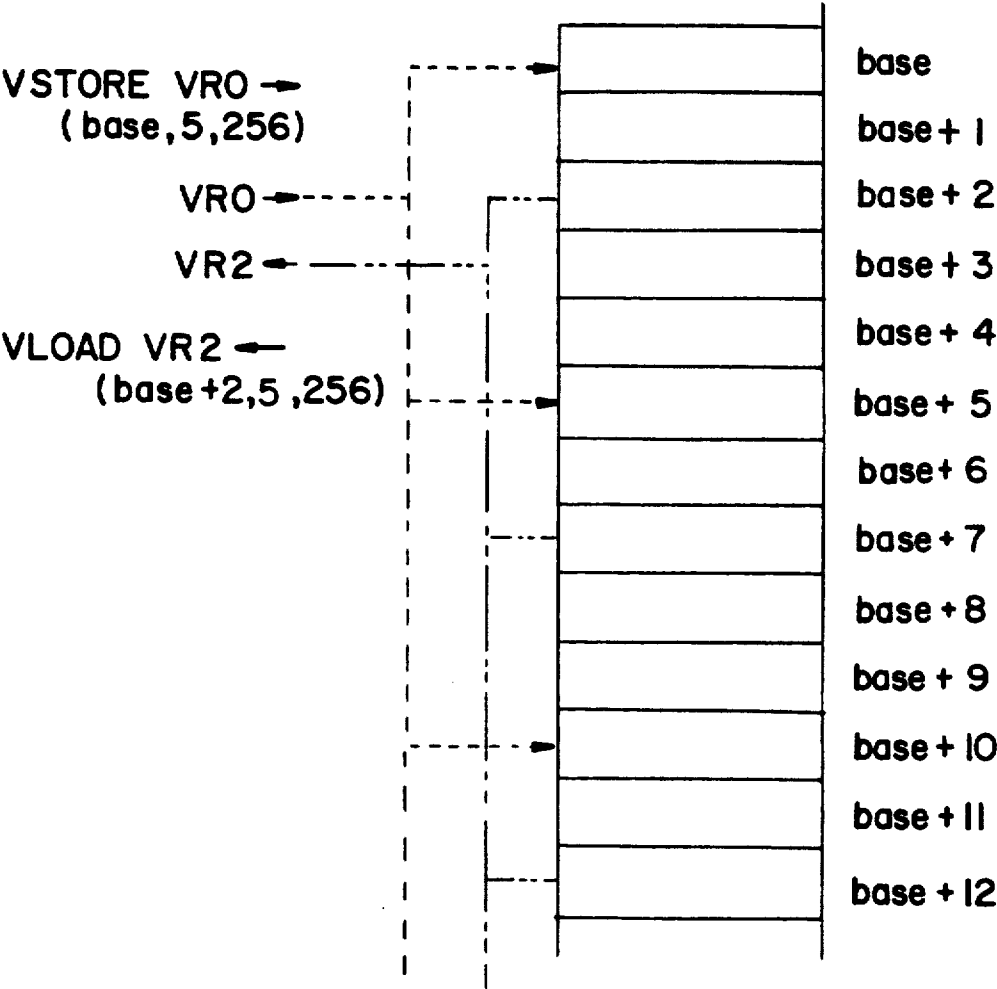 VSTORE VR0
(base,5,256)
VR0
VR2
VLOAD VR2
(base+2,5,256)
base
base+1
base+2
base+3
base+4
base+5
base+6
base+7
base+8
base+9
base+10
base+11
base+12